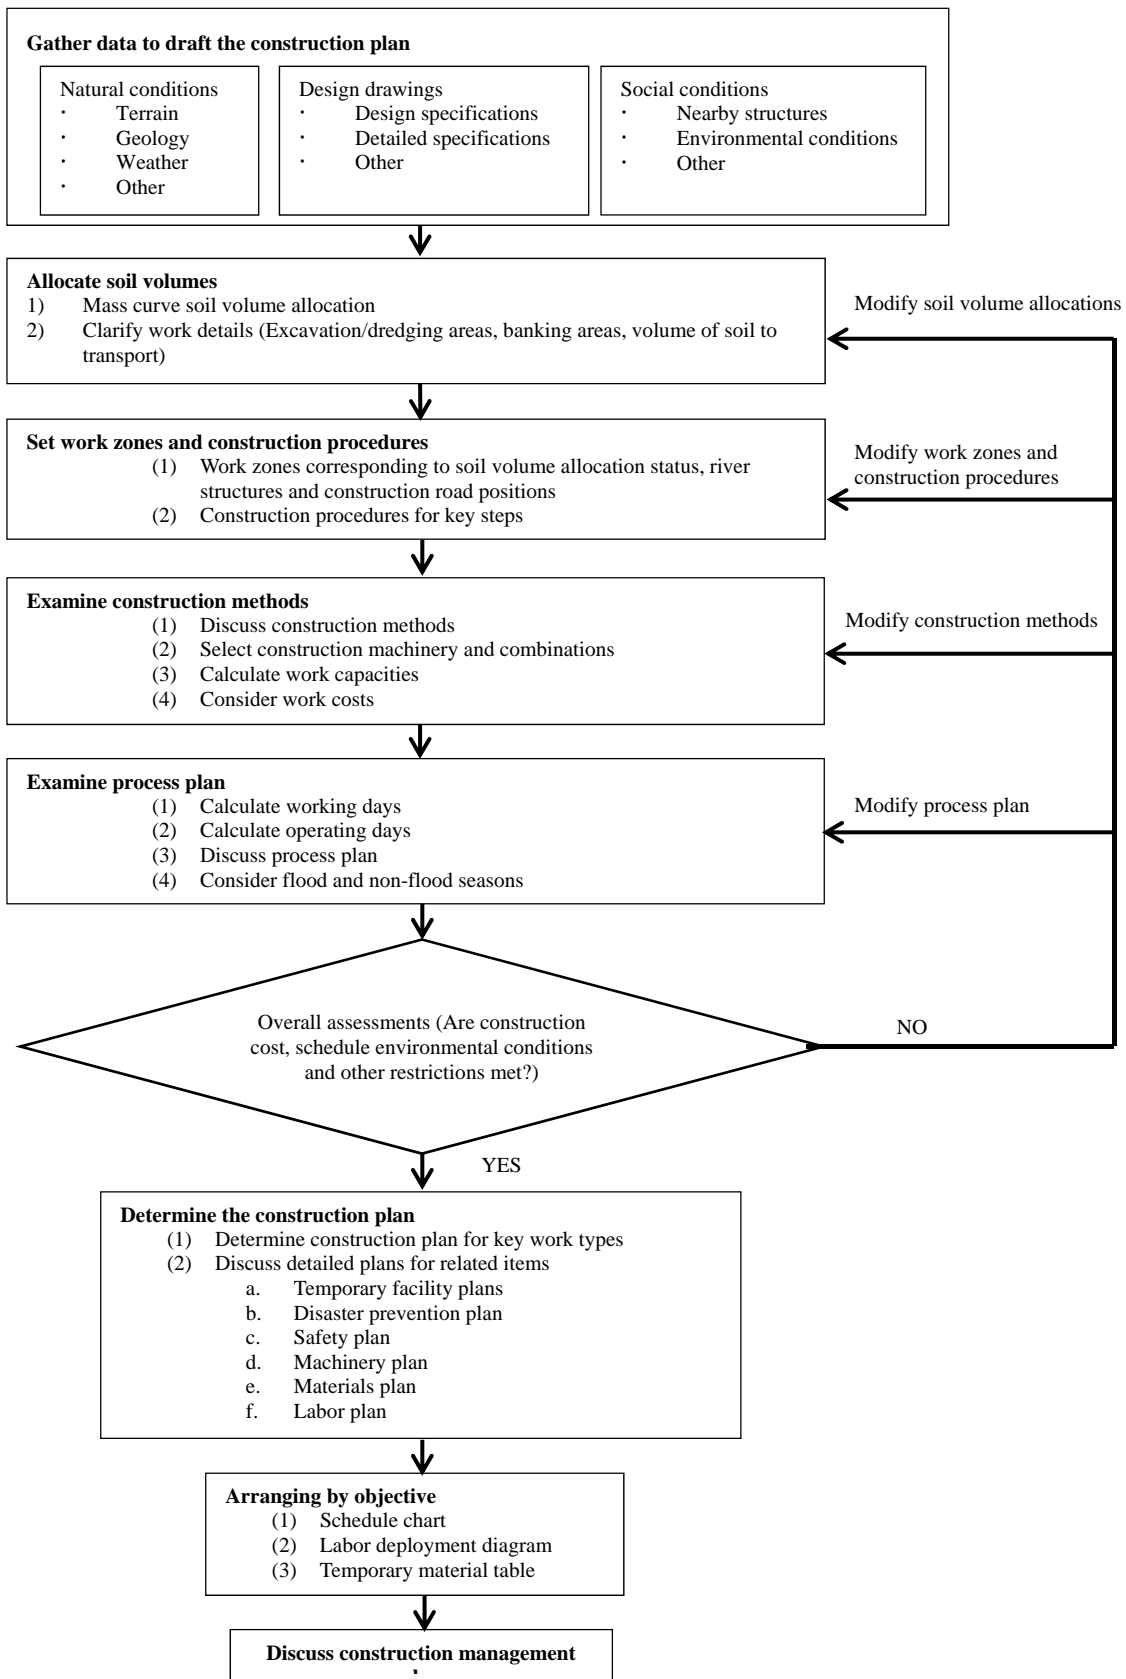 Gather data to draft the construction plan
Natural conditions
・ Terrain
・ Geology
・ Weather
・ Other
Design drawings
・ Design specifications
・ Detailed specifications
・ Other
Social conditions
・ Nearby structures
・ Environmental conditions
・ Other
Allocate soil volumes
1) Mass curve soil volume allocation
2) Clarify work details (Excavation/dredging areas, banking areas, volume of soil to
transport)
Modify soil volume allocations
Set work zones and construction procedures
(1) Work zones corresponding to soil volume allocation status, river
structures and construction road positions
(2) Construction procedures for key steps
Modify work zones and
construction procedures
Examine construction methods
(1) Discuss construction methods
(2) Select construction machinery and combinations
(3) Calculate work capacities
(4) Consider work costs
Modify construction methods
Examine process plan
(1) Calculate working days
(2) Calculate operating days
(3) Discuss process plan
(4) Consider flood and non-flood seasons
Modify process plan
Overall assessments (Are construction
cost, schedule environmental conditions
and other restrictions met?)
NO
YES
Determine the construction plan
(1) Determine construction plan for key work types
(2) Discuss detailed plans for related items
a. Temporary facility plans
b. Disaster prevention plan
c. Safety plan
d. Machinery plan
e. Materials plan
f. Labor plan
Arranging by objective
(1) Schedule chart
(2) Labor deployment diagram
(3) Temporary material table
Discuss construction management